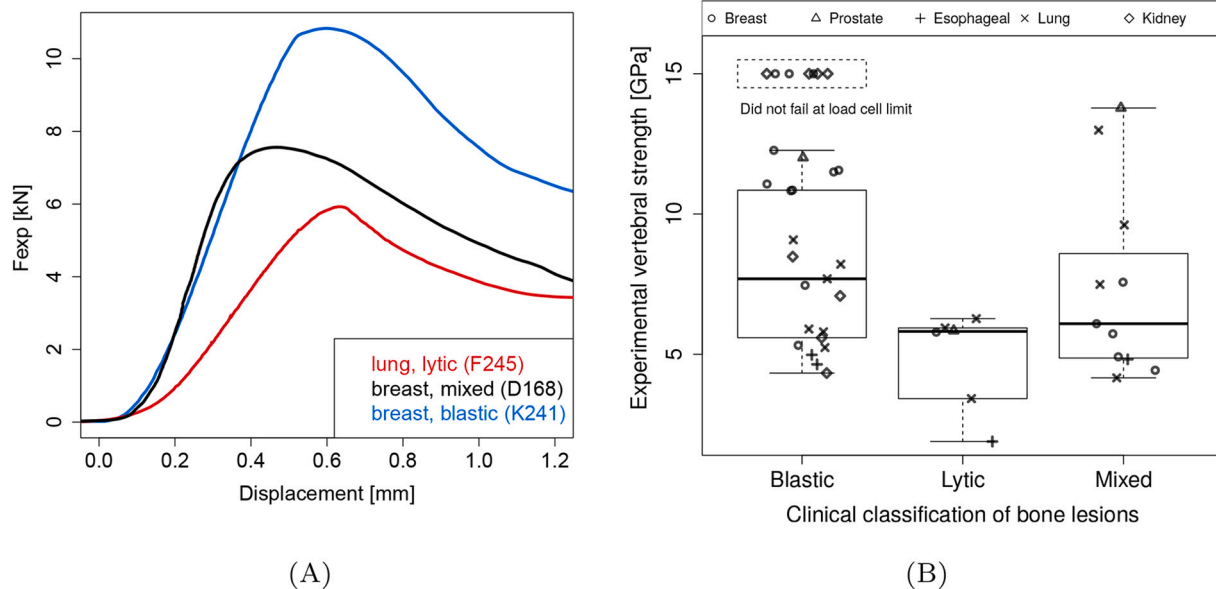 Fexp [kN]
10
8
6
4
2
0
lung, lytic (F245)
breast, mixed (D168)
breast, blastic (K241)
0.0 0.2 0.4 0.6 0.8 1.0 1.2
Displacement [mm]
(A)
Breast Prostate Esophageal Lung Kidney
Experimental vertebral strength [GPa]
15
Did not fail at load cell limit
10
5
Blastic Lytic Mixed
Clinical classification of bone lesions
(B)